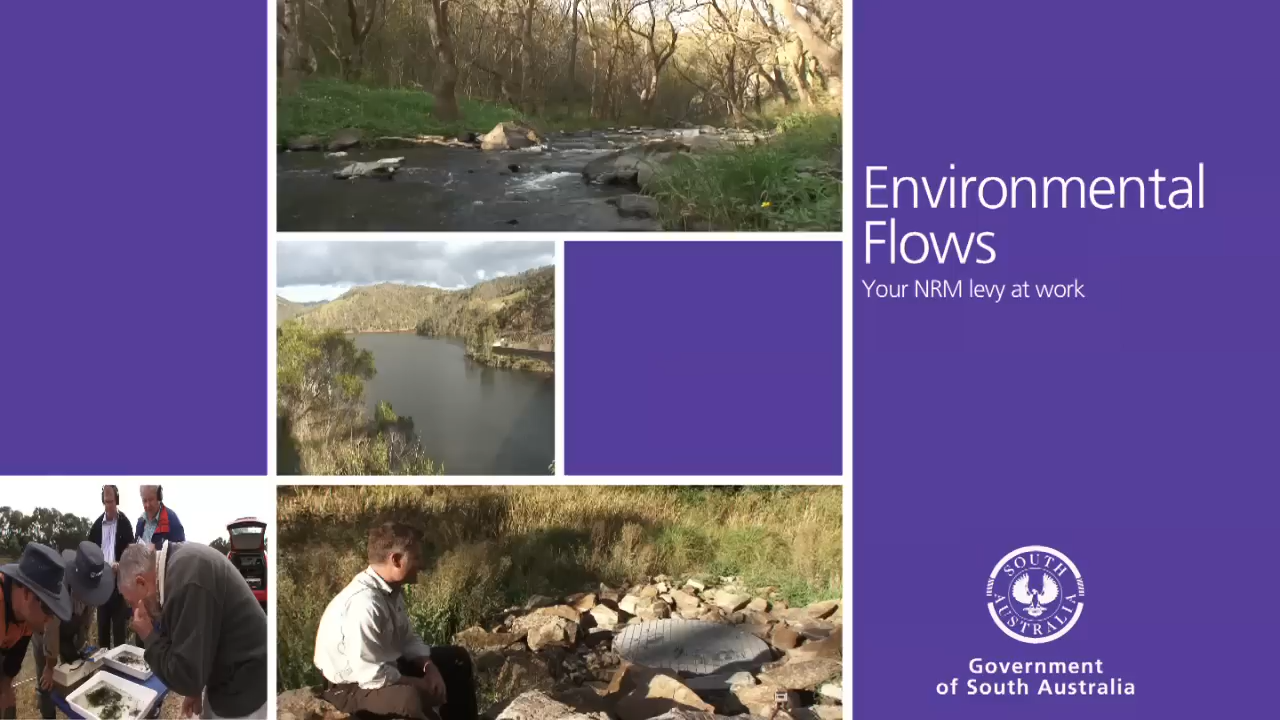 Environmental
Flows
Your NRM levy at work
SOUTH
AUSTRALIA
Government
of South Australia